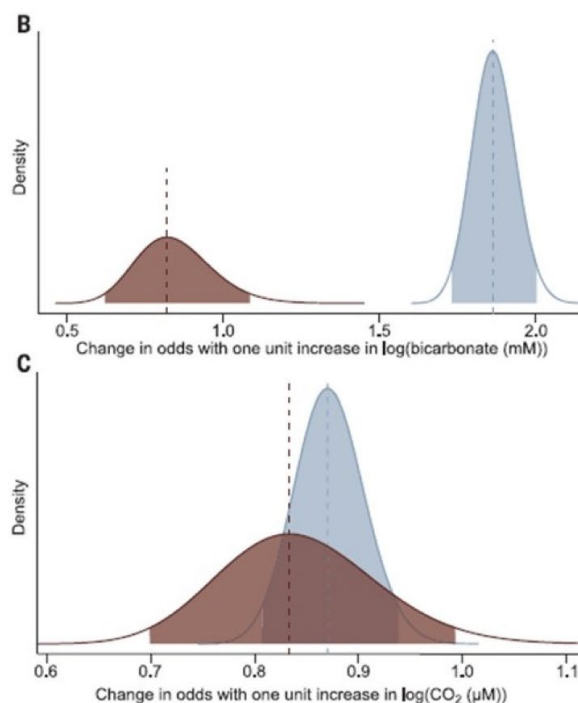 B
Density
0.5 1.0 1.5 2.0
Change in odds with one unit increase in log(bicarbonate (mM))
C
Density
0.6 0.7 0.8 0.9 1.0 1.1
Change in odds with one unit increase in log(CO₂ (µM))